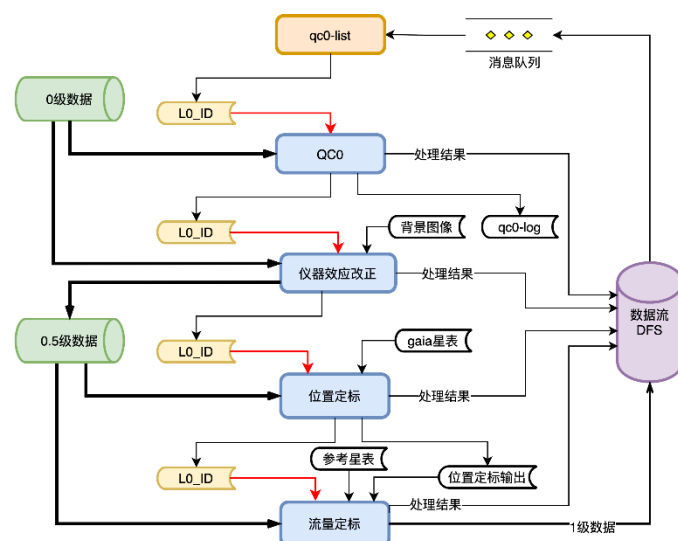 qc0-list
消息队列
0级数据
L0_ID
QC0
处理结果
L0_ID
背景图像
qc0-log
仪器效应改正
处理结果
数据流
DFS
0.5级数据
L0_ID
gaia星表
位置定标
处理结果
L0_ID
参考星表
位置定标输出
处理结果
流量定标
1级数据